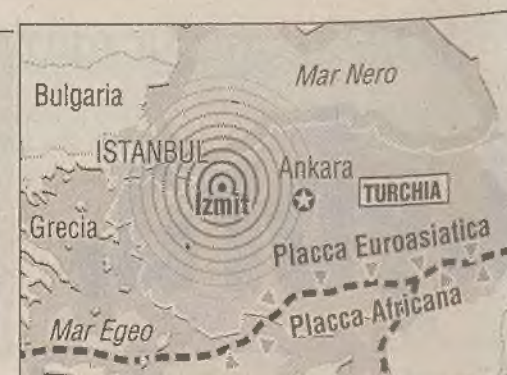 Mar Nero
Bulgaria
ISTANBUL
Ankara
Izmit
TURCHIA
Grecia
Placca Euroasiatica
Placca Africana
Mar Egeo